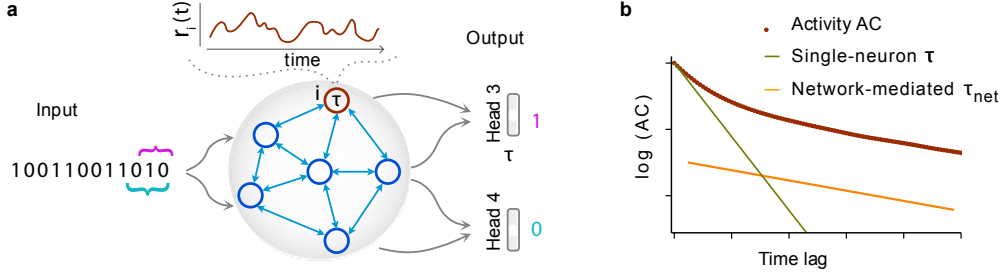 a
r_i(t)
time
Input
Output
1001100110010
i
τ
Head 3
1
τ
Head 4
0
b
Activity AC
Single-neuron τ
Network-mediated τ_net
log (AC)
Time lag